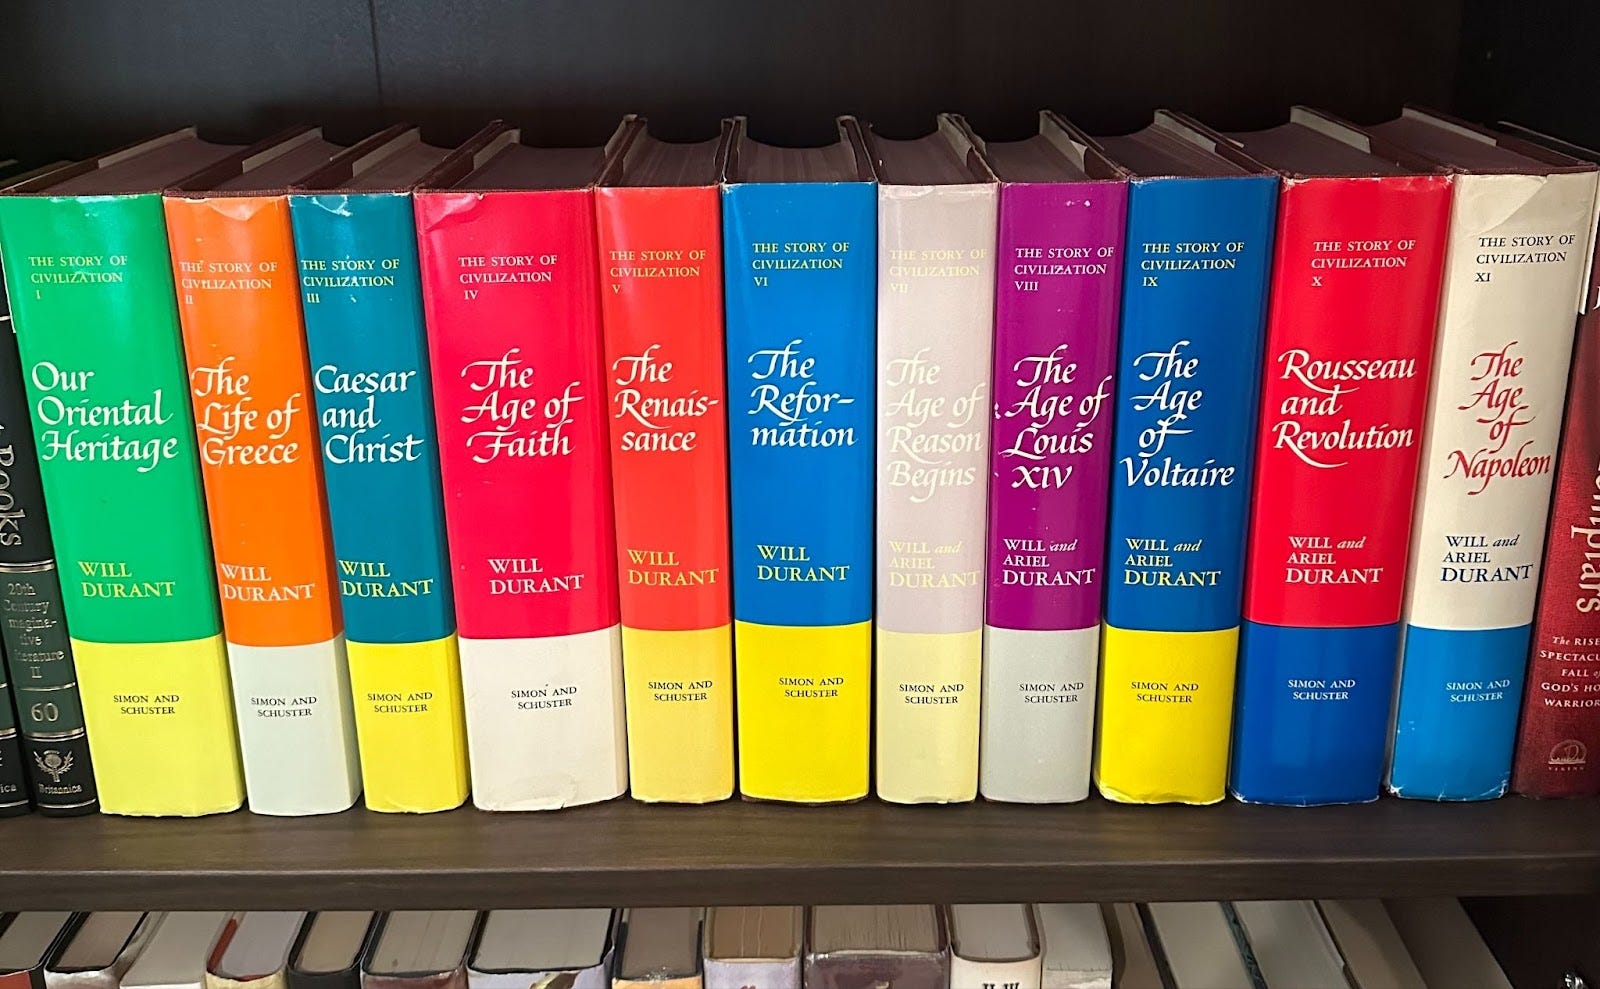 Books
20th
Century
Imagina-
tive
Literature
II
60
Britannica
THE STORY OF
CIVILIZATION
I
Our
Oriental
Heritage
WILL
DURANT
SIMON AND
SCHUSTER
THE STORY OF
CIVILIZATION
II
The
Life of
Greece
WILL
DURANT
SIMON AND
SCHUSTER
THE STORY OF
CIVILIZATION
III
Caesar
and
Christ
WILL
DURANT
SIMON AND
SCHUSTER
THE STORY OF
CIVILIZATION
IV
The
Age of
Faith
WILL
DURANT
SIMON AND
SCHUSTER
THE STORY OF
CIVILIZATION
V
The
Renais-
sance
WILL
DURANT
SIMON AND
SCHUSTER
THE STORY OF
CIVILIZATION
VI
The
Refor-
mation
WILL
DURANT
SIMON AND
SCHUSTER
THE STORY OF
CIVILIZATION
VII
The
Age of
Reason
Begins
WILL and
ARIEL
DURANT
SIMON AND
SCHUSTER
THE STORY OF
CIVILIZATION
VIII
The
Age of
Louis
XIV
WILL and
ARIEL
DURANT
SIMON AND
SCHUSTER
THE STORY OF
CIVILIZATION
IX
The
Age
of
Voltaire
WILL and
ARIEL
DURANT
SIMON AND
SCHUSTER
THE STORY OF
CIVILIZATION
X
Rousseau
and
Revolution
WILL and
ARIEL
DURANT
SIMON AND
SCHUSTER
THE STORY OF
CIVILIZATION
XI
The
Age
of
Napoleon
WILL and
ARIEL
DURANT
SIMON AND
SCHUSTER
mplars
THE RISE
SPECTACU
FALL of
GOD'S HO
WARRIOR
VIKING